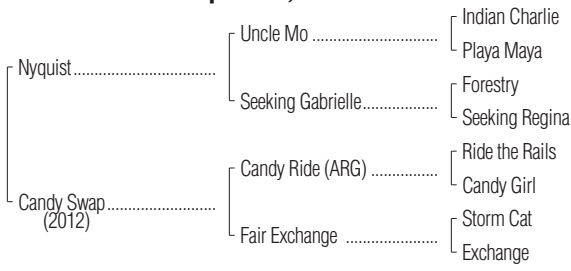 Indian Charlie
Uncle Mo
Playa Maya
Nyquist
Forestry
Seeking Gabrielle
Seeking Regina
Ride the Rails
Candy Ride (ARG)
Candy Girl
Candy Swap
(2012)
Storm Cat
Fair Exchange
Exchange